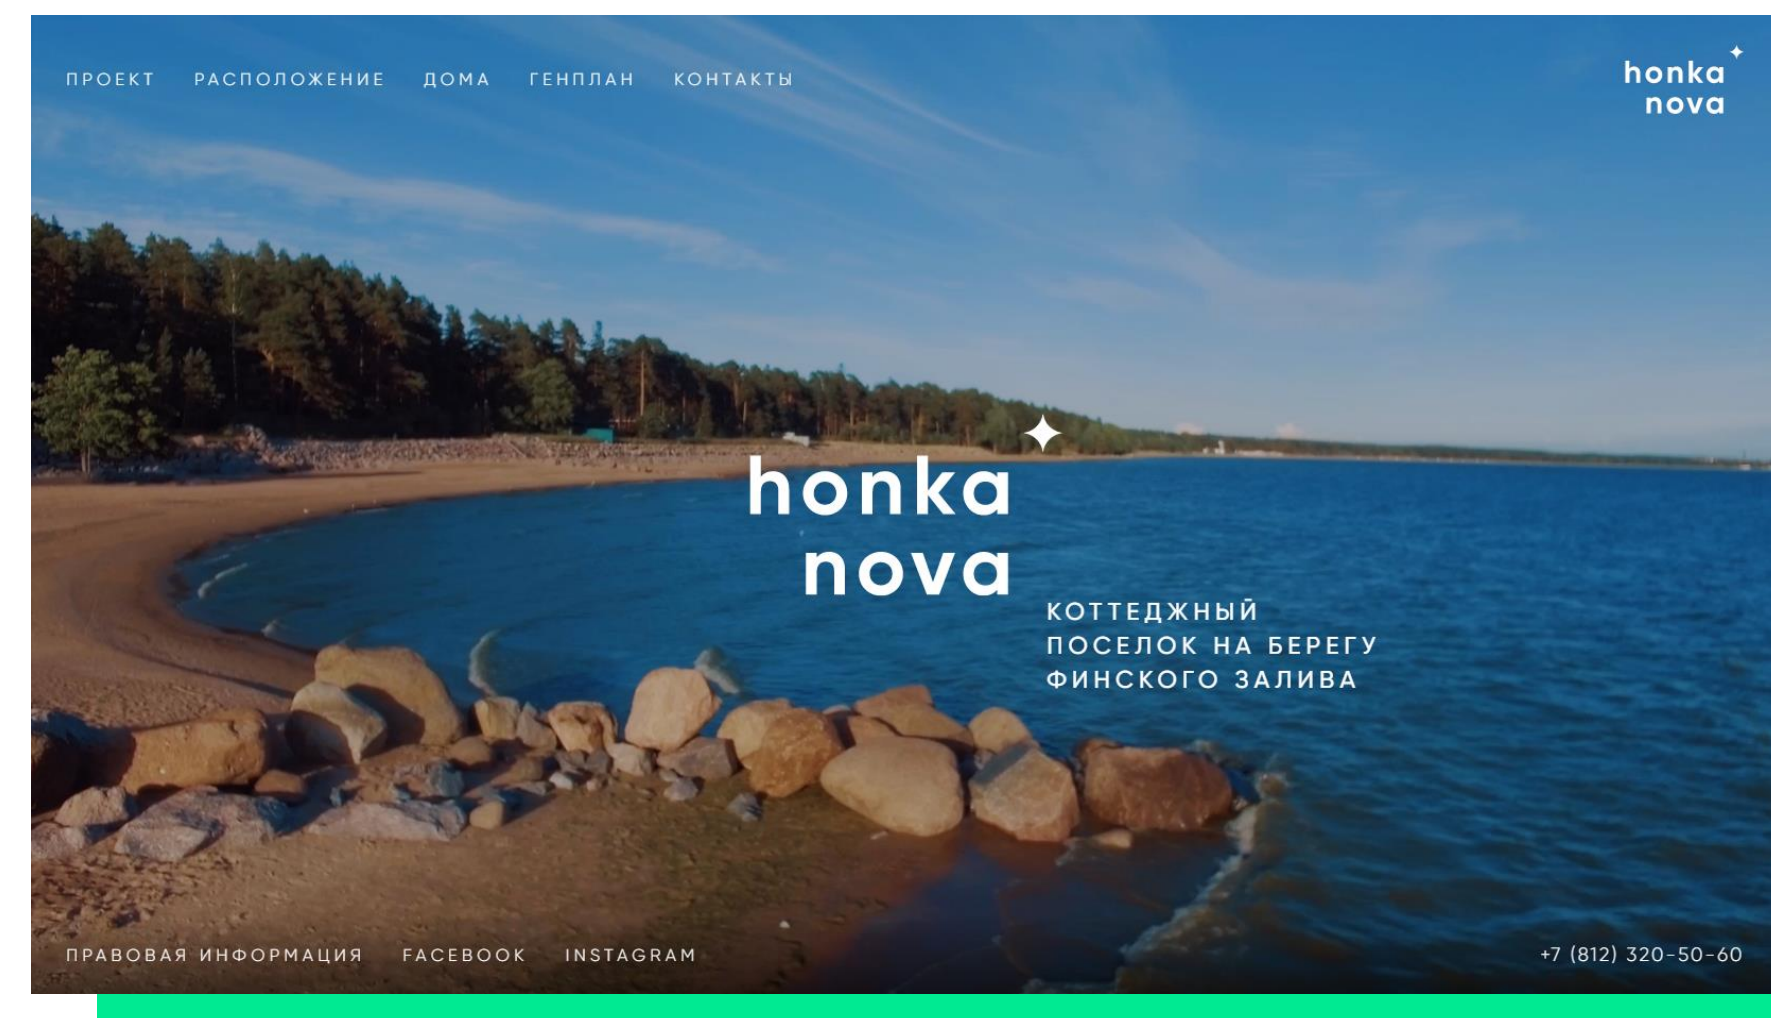 ПРОЕКТ РАСПОЛОЖЕНИЕ ДОМА ГЕНПЛАН КОНТАКТЫ
honka
nova
honka
nova
КОТТЕДЖНЫЙ
ПОСЕЛОК НА БЕРЕГУ
ФИНСКОГО ЗАЛИВА
ПРАВОВАЯ ИНФОРМАЦИЯ FACEBOOK INSTAGRAM
+7 (812) 320-50-60